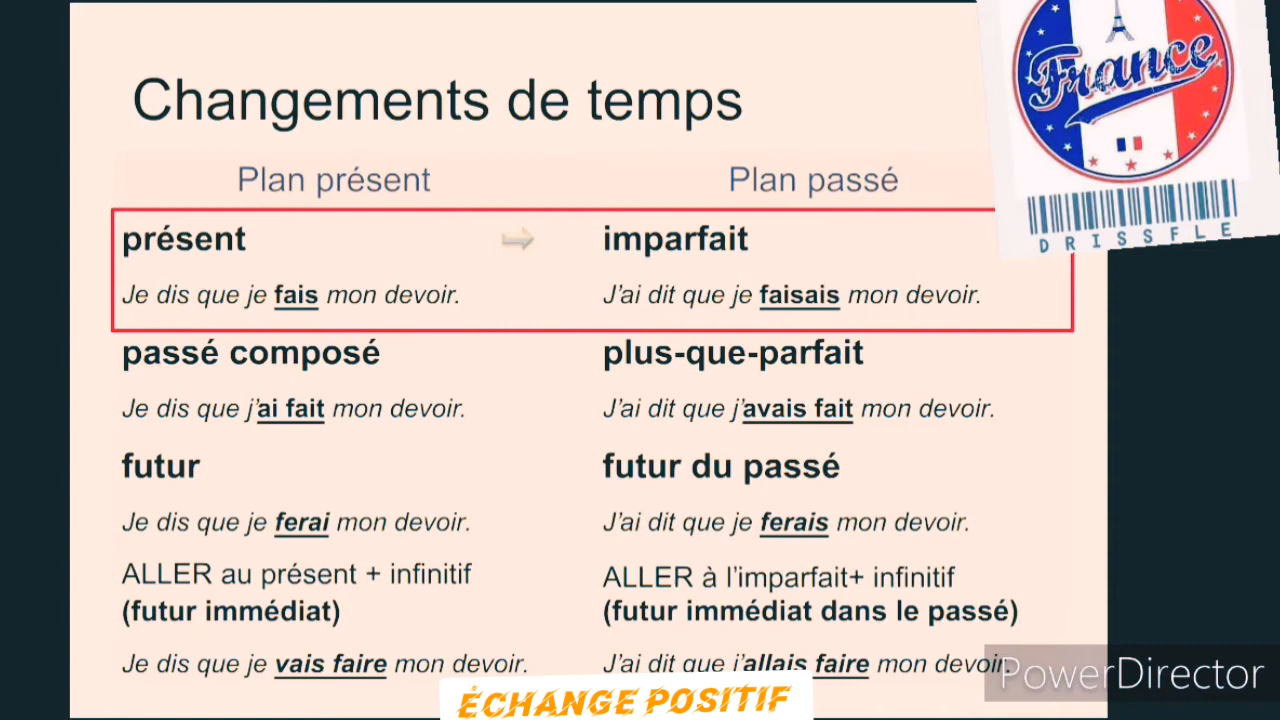 Changements de temps
France
DRISSFLE
Plan présent Plan passé
présent ⇨ imparfait
Je dis que je fais mon devoir. J'ai dit que je faisais mon devoir.
passé composé plus-que-parfait
Je dis que j'ai fait mon devoir. J'ai dit que j'avais fait mon devoir.
futur futur du passé
Je dis que je ferai mon devoir. J'ai dit que je ferais mon devoir.
ALLER au présent + infinitif ALLER à l'imparfait+ infinitif
(futur immédiat) (futur immédiat dans le passé)
Je dis que je vais faire mon devoir. J'ai dit que j'allais faire mon devoir.
PowerDirector
ÉCHANGE POSITIF